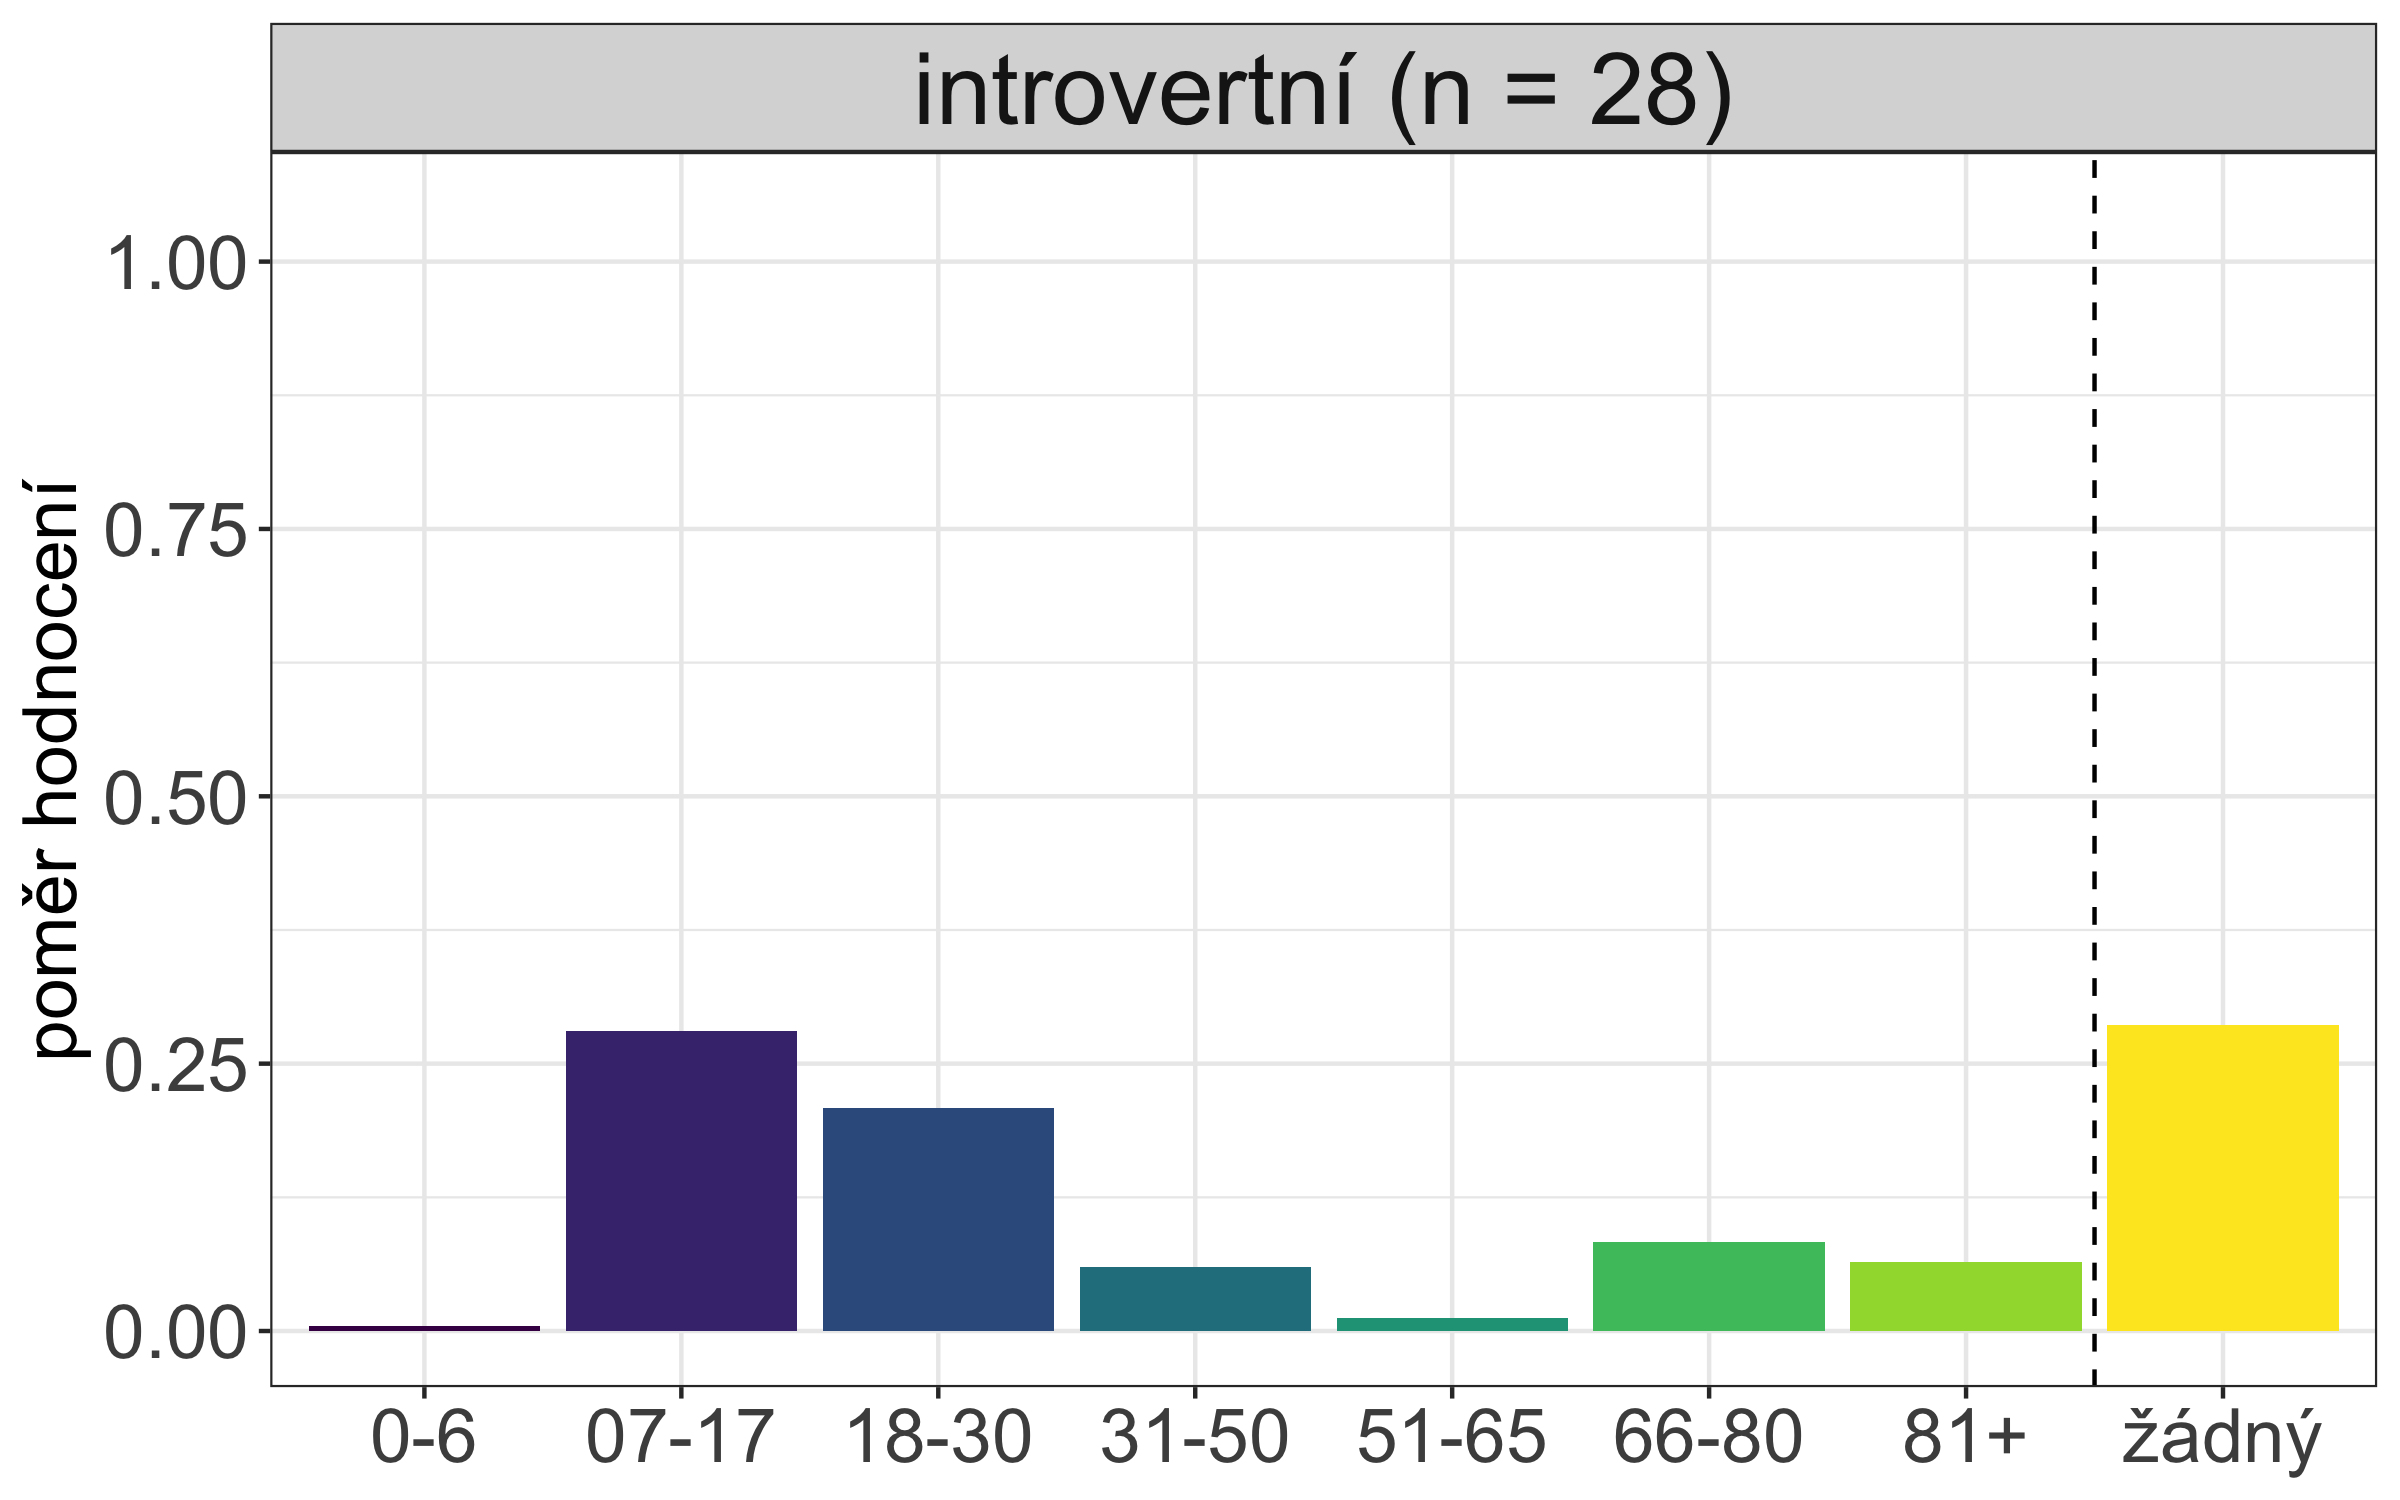 introvertní (n = 28)
poměr hodnocení
1.00
0.75
0.50
0.25
0.00
0-6 07-17 18-30 31-50 51-65 66-80 81+ žádný